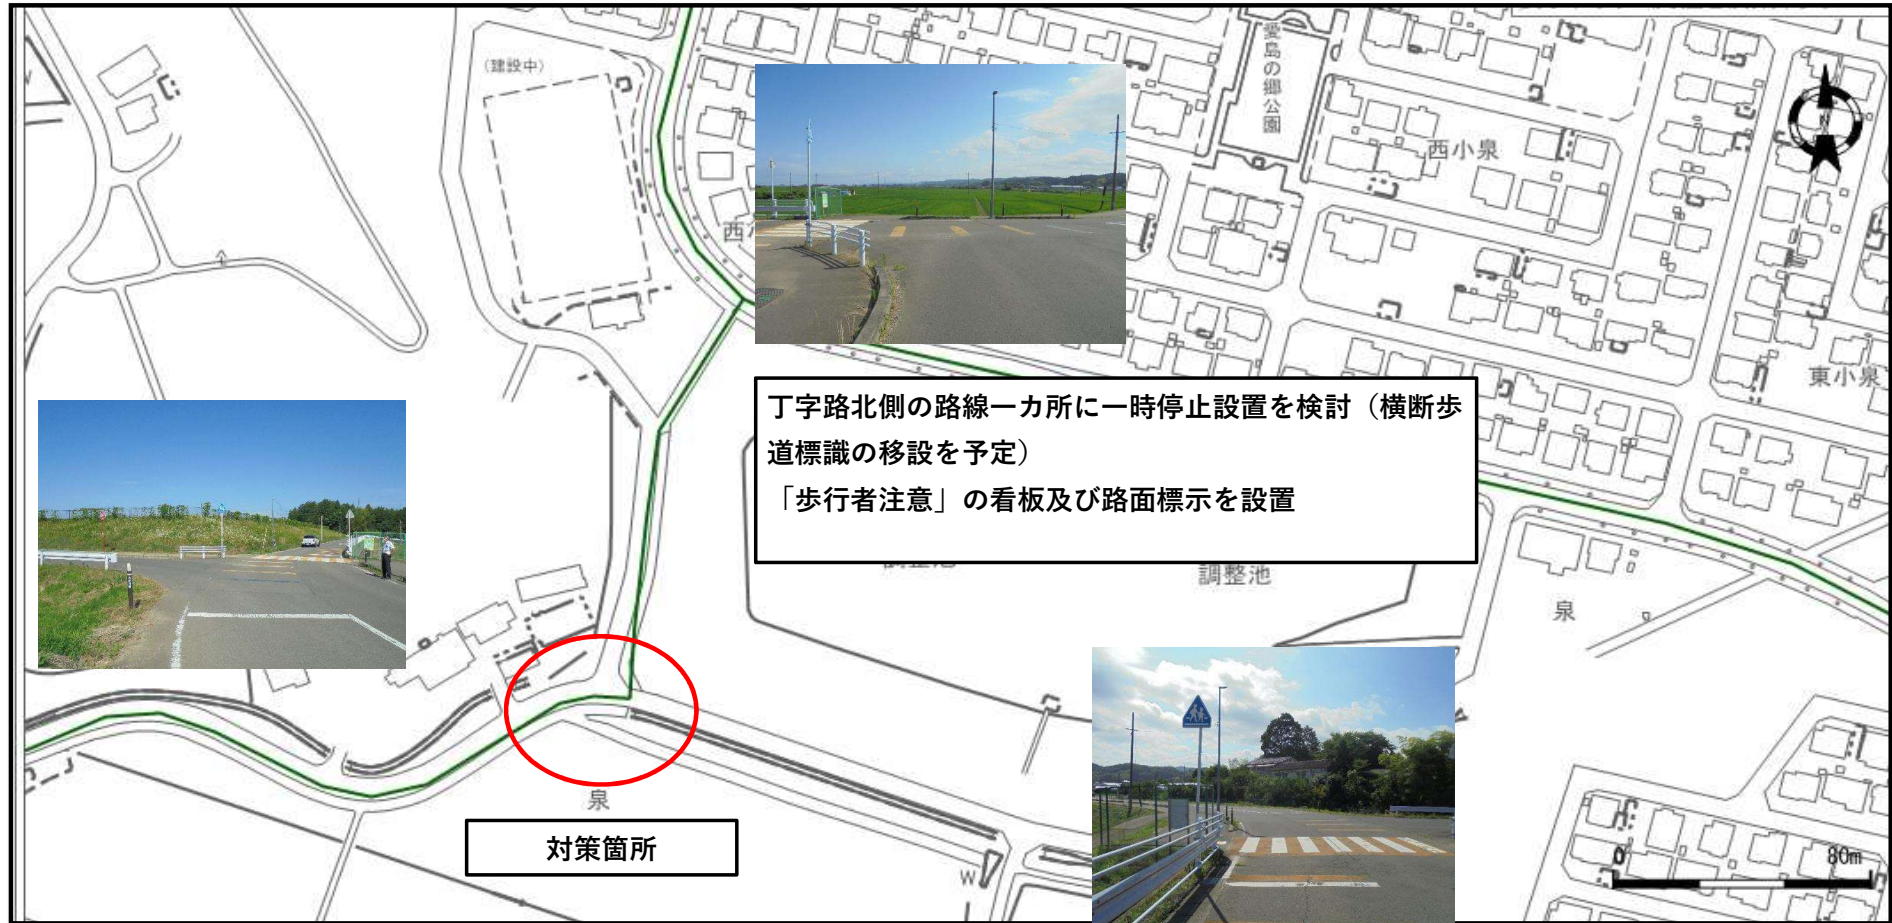 (建設中)
愛島の郷公園
西小泉
N
東小泉
丁字路北側の路線一カ所に一時停止設置を検討（横断歩
道標識の移設を予定）
「歩行者注意」の看板及び路面標示を設置
調整池
泉
泉
対策箇所
W
0
80m